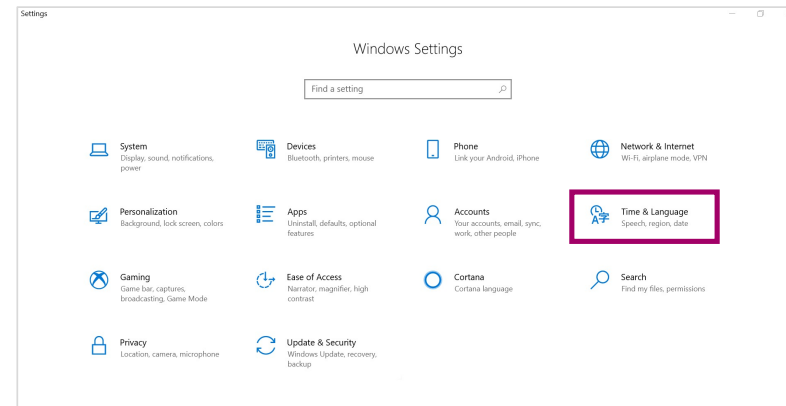 Settings
Windows Settings
Find a setting
System
Display, sound, notifications,
power
Devices
Bluetooth, printers, mouse
Phone
Link your Android, iPhone
Network & Internet
Wi-Fi, airplane mode, VPN
Personalization
Background, lock screen, colors
Apps
Uninstall, defaults, optional
features
Accounts
Your accounts, email, sync,
work, other people
Time & Language
Speech, region, date
Gaming
Game bar, captures,
broadcasting, Game Mode
Ease of Access
Narrator, magnifier, high
contrast
Cortana
Cortana language
Search
Find my files, permissions
Privacy
Location, camera, microphone
Update & Security
Windows Update, recovery,
backup